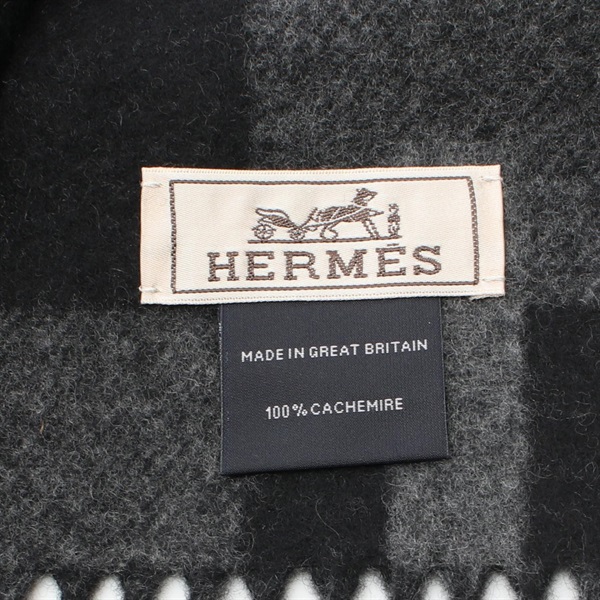 HERMÈS
MADE IN GREAT BRITAIN
100% CACHEMIRE